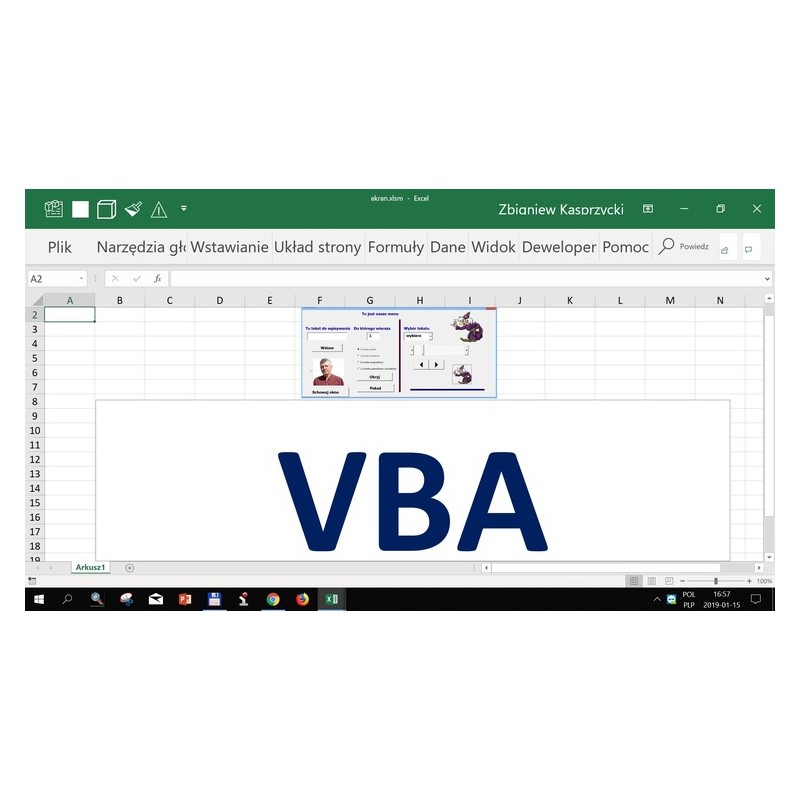 ekran.xlsm - Excel
Zbigniew Kasprzycki
Plik Narzędzia głó Wstawianie Układ strony Formuły Dane Widok Deweloper Pomoc Powiedz
A2
fx
A B C D E F G H I J K L M N
2
3
4
5
6
7
8
9
10
11
12
13
14
15
16
17
18
19
To jest nasze menu
Tu tekst do wpisywania Do którego wiersza Wybór tekstu
1 wybierz
Wstaw
Ukryj
Pokaż
Schowaj okno
VBA
Arkusz1
100%
POL 16:57
PLP 2019-01-15